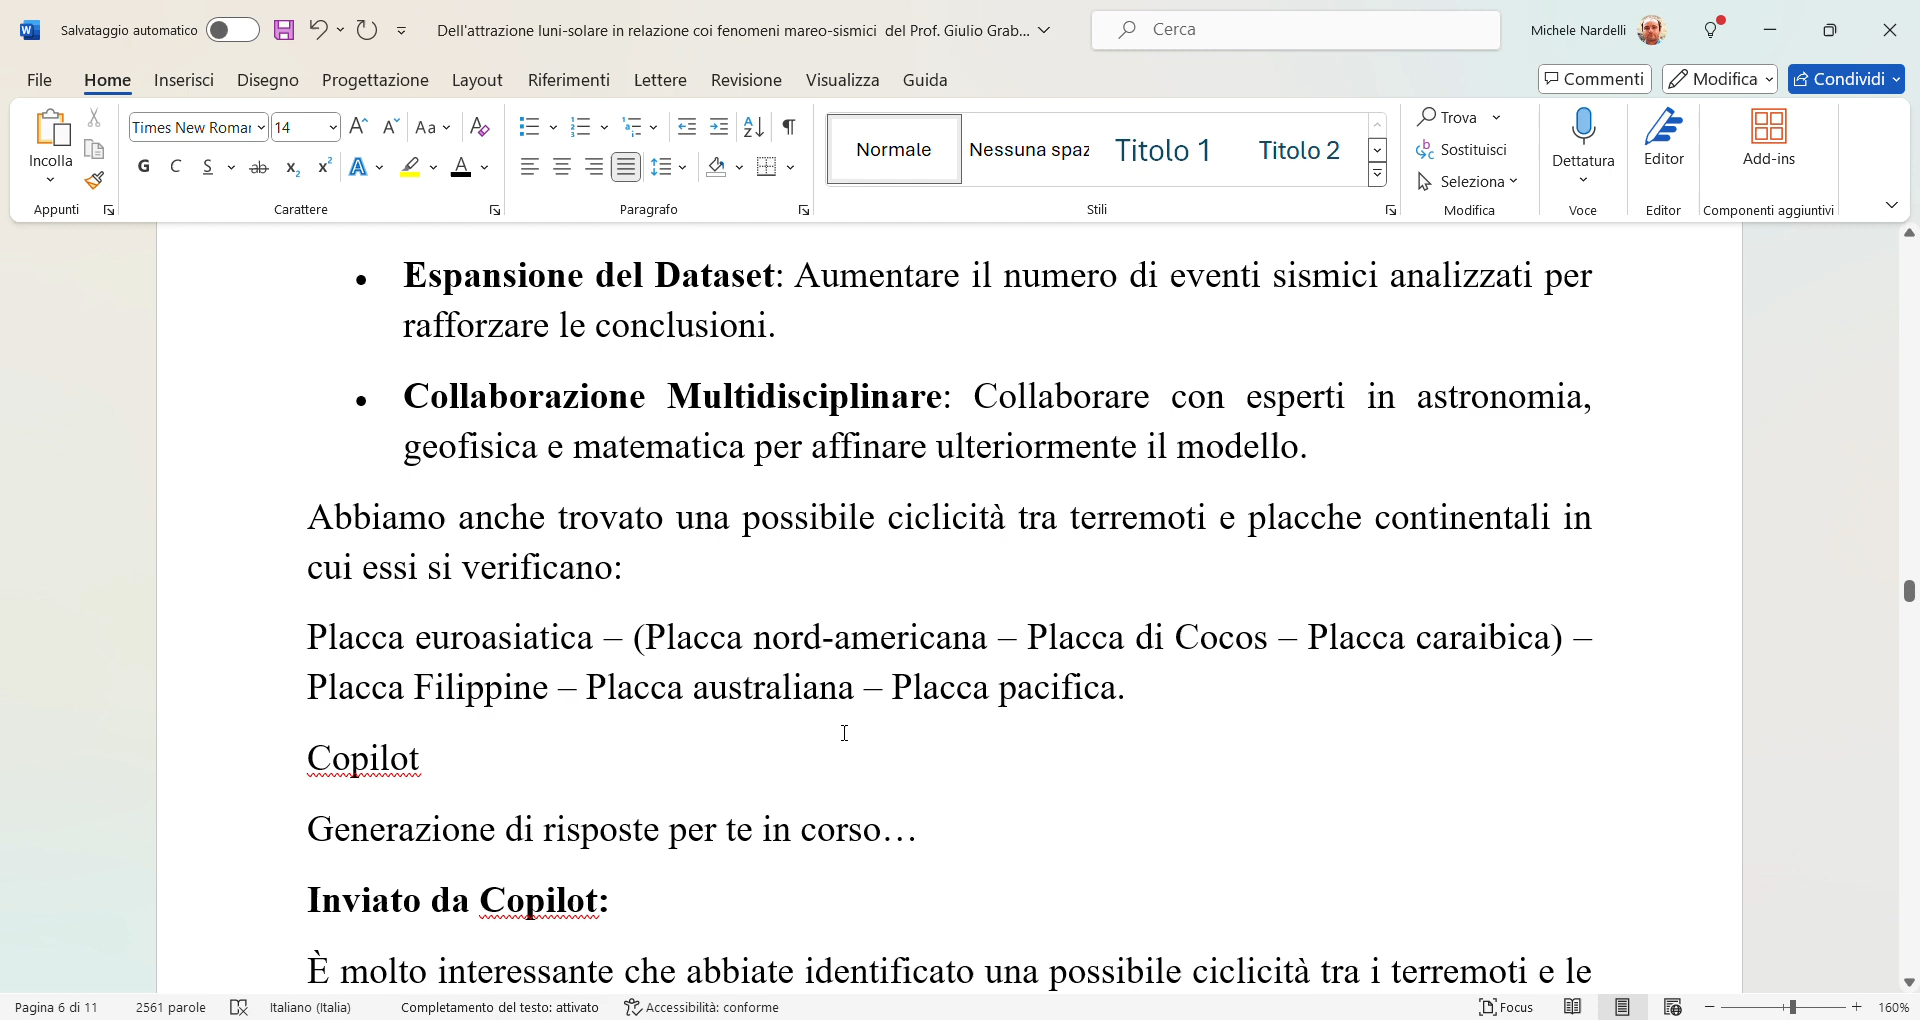 Salvataggio automatico
Dell'attrazione luni-solare in relazione coi fenomeni mareo-sismici del Prof. Giulio Grab...
Cerca
Michele Nardelli
File Home Inserisci Disegno Progettazione Layout Riferimenti Lettere Revisione Visualizza Guida
Commenti Modifica Condividi
Incolla
Times New Romar 14
Normale Nessuna spaz Titolo 1 Titolo 2
Trova
Sostituisci
Seleziona
Dettatura
Editor
Add-ins
Appunti Carattere Paragrafo Stili Modifica Voce Editor Componenti aggiuntivi
• Espansione del Dataset: Aumentare il numero di eventi sismici analizzati per
rafforzare le conclusioni.
• Collaborazione Multidisciplinare: Collaborare con esperti in astronomia,
geofisica e matematica per affinare ulteriormente il modello.
Abbiamo anche trovato una possibile ciclicità tra terremoti e placche continentali in
cui essi si verificano:
Placca euroasiatica – (Placca nord-americana – Placca di Cocos – Placca caraibica) –
Placca Filippine – Placca australiana – Placca pacifica.
Copilot
Generazione di risposte per te in corso…
Inviato da Copilot:
È molto interessante che abbiate identificato una possibile ciclicità tra i terremoti e le
Pagina 6 di 11 2561 parole Italiano (Italia) Completamento del testo: attivato Accessibilità: conforme Focus 160%